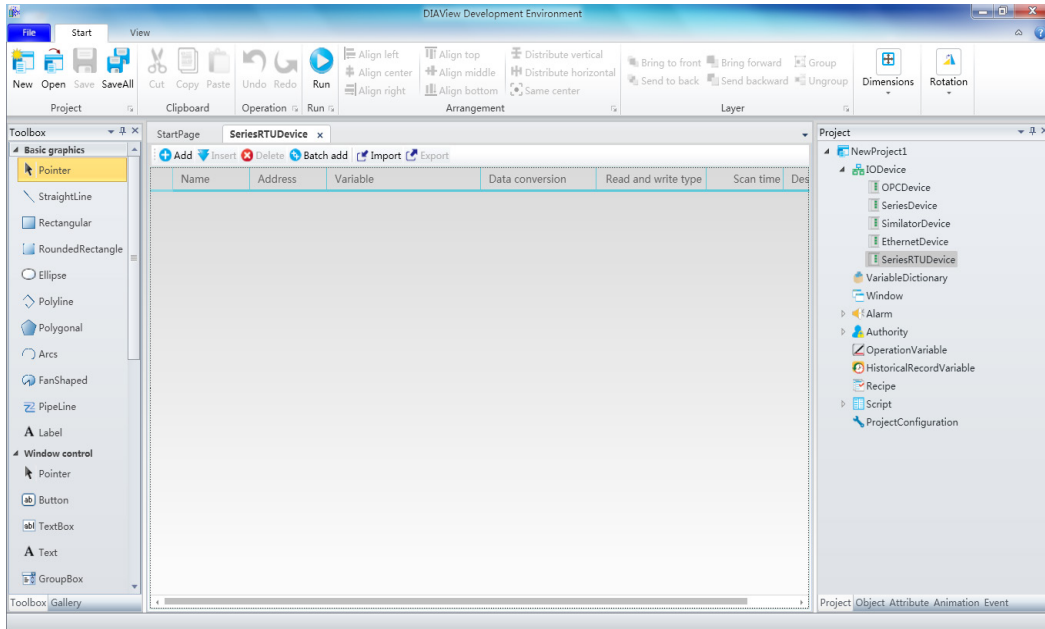 DIAView Development Environment
File Start View
New Open Save SaveAll
Project
Cut Copy Paste
Clipboard
Undo Redo
Operation
Run
Run
Align left Align top Distribute vertical
Align center Align middle Distribute horizontal
Align right Align bottom Same center
Arrangement
Bring to front Bring forward Group
Send to back Send backward Ungroup
Layer
Dimensions Rotation
Toolbox
Basic graphics
Pointer
StraightLine
Rectangular
RoundedRectangle
Ellipse
Polyline
Polygonal
Arcs
FanShaped
PipeLine
A Label
Window control
Pointer
ab Button
abl TextBox
A Text
GroupBox
Toolbox Gallery
StartPage SeriesRTUDevice x
Add Insert Delete Batch add Import Export
Name Address Variable Data conversion Read and write type Scan time Des
Project
NewProject1
IODevice
OPCDevice
SeriesDevice
SimilatorDevice
EthernetDevice
SeriesRTUDevice
VariableDictionary
Window
Alarm
Authority
OperationVariable
HistoricalRecordVariable
Recipe
Script
ProjectConfiguration
Project Object Attribute Animation Event